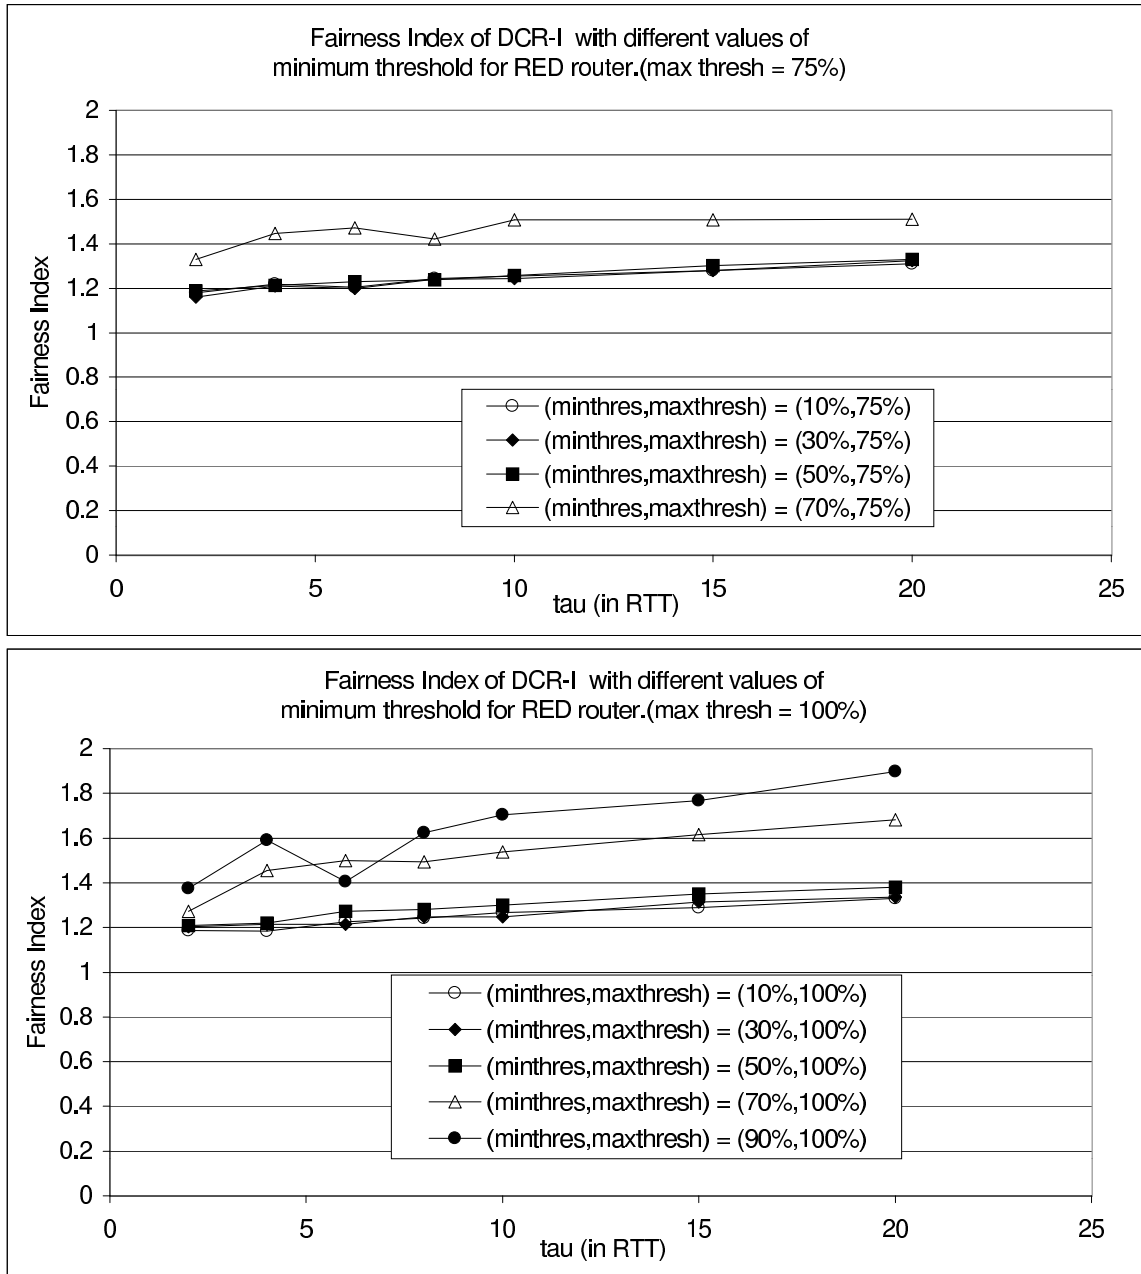 Fairness Index of DCR-I with different values of
minimum threshold for RED router.(max thresh = 75%)
2
1.8
1.6
1.4
1.2
1
0.8
0.6
0.4
0.2
0
Fairness Index
(minthres,maxthresh) = (10%,75%)
(minthres,maxthresh) = (30%,75%)
(minthres,maxthresh) = (50%,75%)
(minthres,maxthresh) = (70%,75%)
0 5 10 15 20 25
tau (in RTT)
Fairness Index of DCR-I with different values of
minimum threshold for RED router.(max thresh = 100%)
2
1.8
1.6
1.4
1.2
1
0.8
0.6
0.4
0.2
0
Fairness Index
(minthres,maxthresh) = (10%,100%)
(minthres,maxthresh) = (30%,100%)
(minthres,maxthresh) = (50%,100%)
(minthres,maxthresh) = (70%,100%)
(minthres,maxthresh) = (90%,100%)
0 5 10 15 20 25
tau (in RTT)